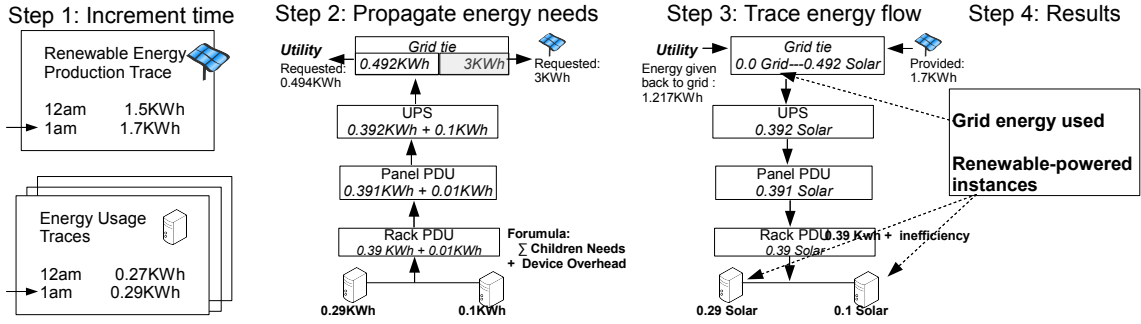 Step 1: Increment time
Renewable Energy
Production Trace
12am 1.5KWh
1am 1.7KWh
Energy Usage
Traces
12am 0.27KWh
1am 0.29KWh
Step 2: Propagate energy needs
Utility
Requested:
0.494KWh
Grid tie
0.492KWh 3KWh
Requested:
3KWh
UPS
0.392KWh + 0.1KWh
Panel PDU
0.391KWh + 0.01KWh
Rack PDU
0.39 KWh + 0.01KWh
Forumula:
∑ Children Needs
+ Device Overhead
0.29KWh 0.1KWh
Step 3: Trace energy flow
Utility
Energy given
back to grid :
1.217KWh
Grid tie
0.0 Grid---0.492 Solar
Provided:
1.7KWh
UPS
0.392 Solar
Panel PDU
0.391 Solar
Rack PDU 0.39 Kwh + inefficiency
0.39 Solar
0.29 Solar 0.1 Solar
Step 4: Results
Grid energy used
Renewable-powered
instances